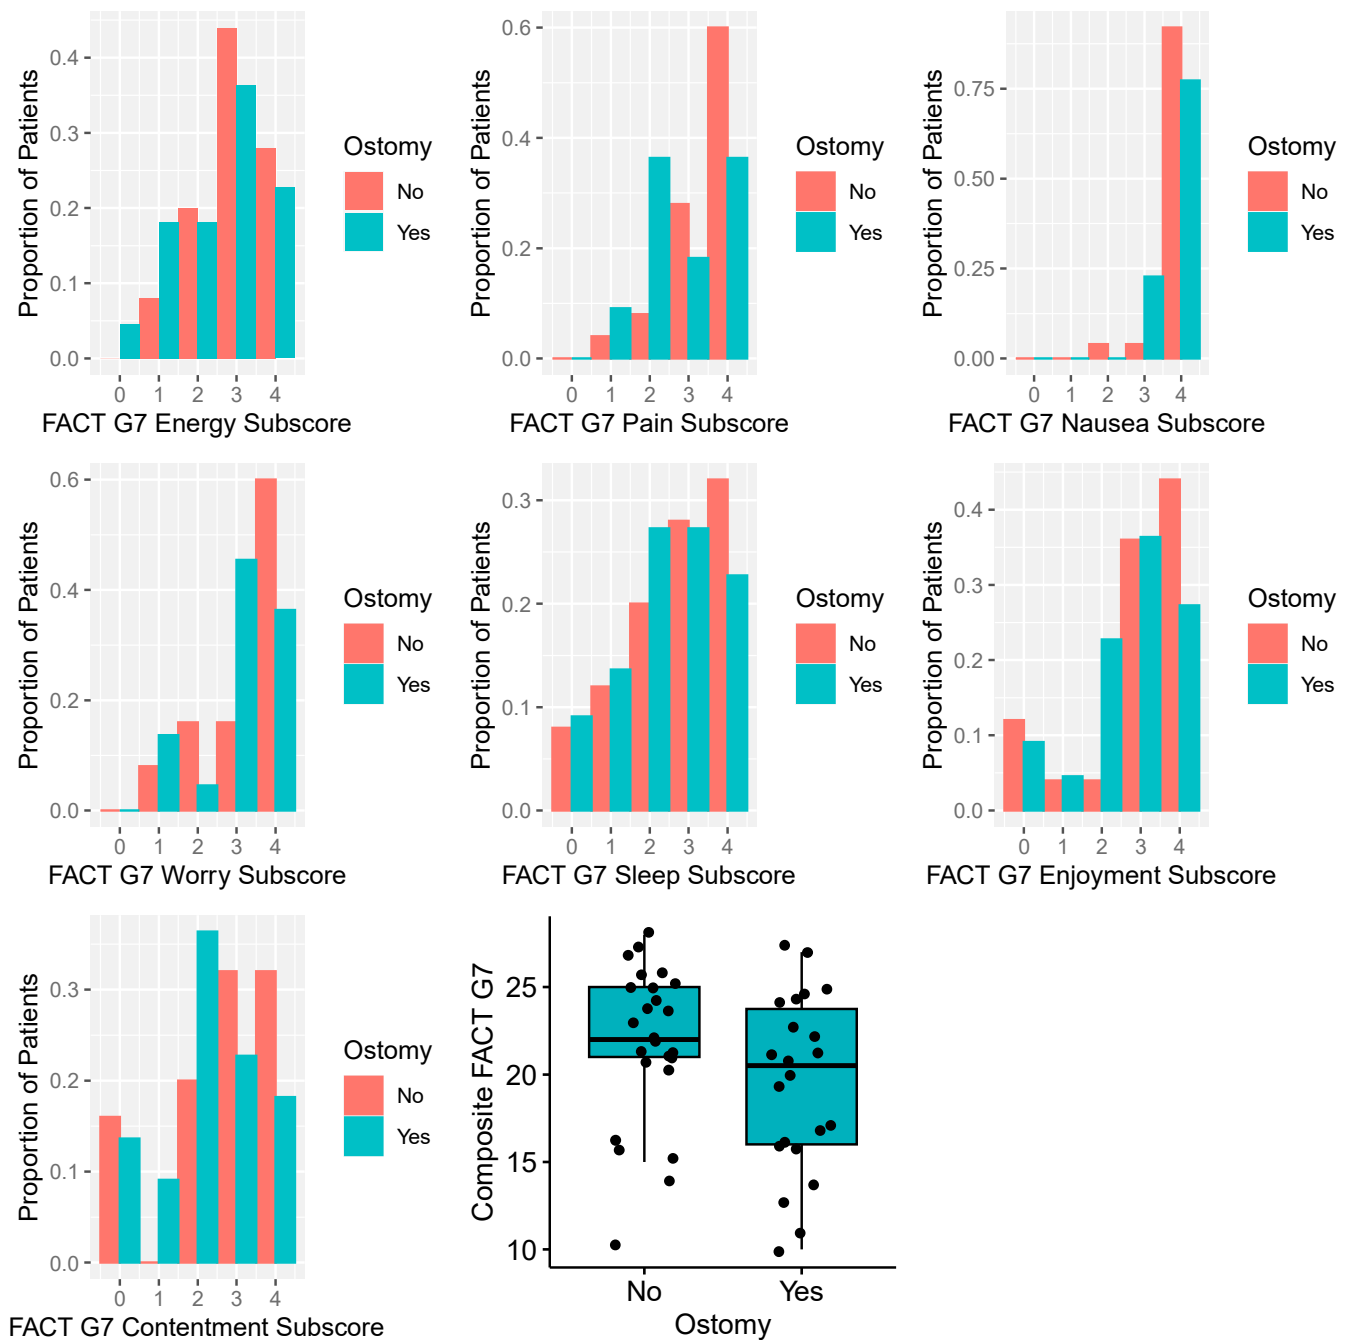 Proportion of Patients
0.4
0.3
0.2
0.1
0.0
0 1 2 3 4
FACT G7 Energy Subscore
Ostomy
No
Yes
Proportion of Patients
0.6
0.4
0.2
0.0
0 1 2 3 4
FACT G7 Pain Subscore
Ostomy
No
Yes
Proportion of Patients
0.75
0.50
0.25
0.00
0 1 2 3 4
FACT G7 Nausea Subscore
Ostomy
No
Yes
Proportion of Patients
0.6
0.4
0.2
0.0
0 1 2 3 4
FACT G7 Worry Subscore
Ostomy
No
Yes
Proportion of Patients
0.3
0.2
0.1
0.0
0 1 2 3 4
FACT G7 Sleep Subscore
Ostomy
No
Yes
Proportion of Patients
0.4
0.3
0.2
0.1
0.0
0 1 2 3 4
FACT G7 Enjoyment Subscore
Ostomy
No
Yes
Proportion of Patients
0.3
0.2
0.1
0.0
0 1 2 3 4
FACT G7 Contentment Subscore
Ostomy
No
Yes
Composite FACT G7
25
20
15
10
No Yes
Ostomy